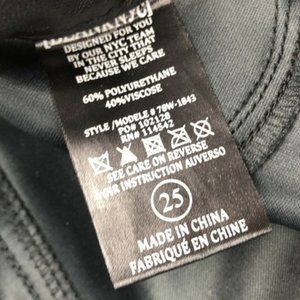 DESIGNED FOR YOU
BY OUR NYC TEAM
IN THE CITY THAT
NEVER SLEEPS
BECAUSE WE CARE
60% POLYURETHANE
40%VISCOSE
STYLE/MODELE # 70W-1843
PO# 102128
RN# 114542
SEE CARE ON REVERSE
POUR INSTRUCTION AUVERSO
25
MADE IN CHINA
FABRIQUÉ EN CHINE